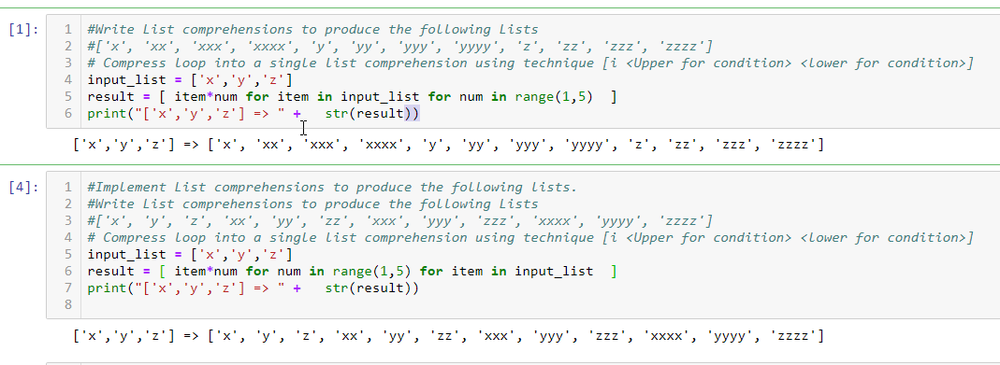 [1]:
1 #Write List comprehensions to produce the following Lists
2 #['x', 'xx', 'xxx', 'xxxx', 'y', 'yy', 'yyy', 'yyyy', 'z', 'zz', 'zzz', 'zzzz']
3 # Compress loop into a single list comprehension using technique [i <Upper for condition> <lower for condition>]
4 input_list = ['x','y','z']
5 result = [ item*num for item in input_list for num in range(1,5)  ]
6 print("['x','y','z'] => " +   str(result))
['x','y','z'] => ['x', 'xx', 'xxx', 'xxxx', 'y', 'yy', 'yyy', 'yyyy', 'z', 'zz', 'zzz', 'zzzz']
[4]:
1 #Implement List comprehensions to produce the following lists.
2 #Write List comprehensions to produce the following Lists
3 #['x', 'y', 'z', 'xx', 'yy', 'zz', 'xxx', 'yyy', 'zzz', 'xxxx', 'yyyy', 'zzzz']
4 # Compress loop into a single list comprehension using technique [i <Upper for condition> <lower for condition>]
5 input_list = ['x','y','z']
6 result = [ item*num for num in range(1,5) for item in input_list  ]
7 print("['x','y','z'] => " +   str(result))
8
['x','y','z'] => ['x', 'y', 'z', 'xx', 'yy', 'zz', 'xxx', 'yyy', 'zzz', 'xxxx', 'yyyy', 'zzzz']